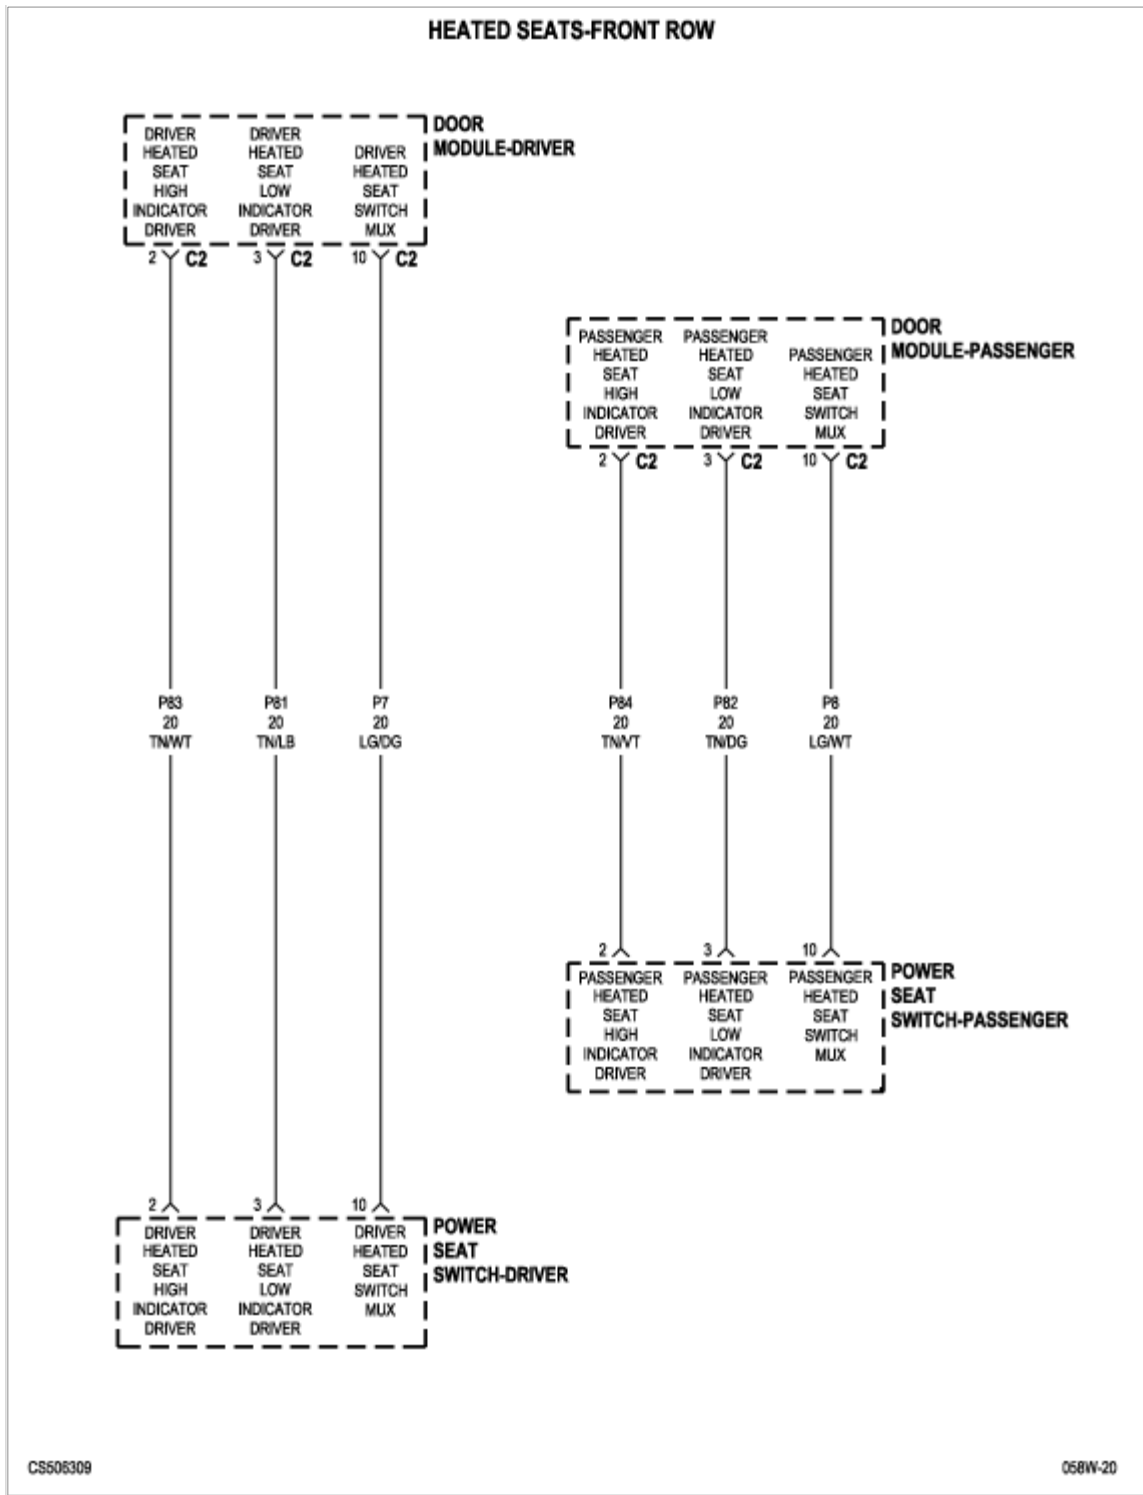 HEATED SEATS-FRONT ROW
DRIVER
HEATED
SEAT
HIGH
INDICATOR
DRIVER
DRIVER
HEATED
SEAT
LOW
INDICATOR
DRIVER
DRIVER
HEATED
SEAT
SWITCH
MUX
DOOR
MODULE-DRIVER
2 C2
3 C2
10 C2
PASSENGER
HEATED
SEAT
HIGH
INDICATOR
DRIVER
PASSENGER
HEATED
SEAT
LOW
INDICATOR
DRIVER
PASSENGER
HEATED
SEAT
SWITCH
MUX
DOOR
MODULE-PASSENGER
2 C2
3 C2
10 C2
P83
20
TN/WT
P81
20
TN/LB
P7
20
LG/DG
P84
20
TN/VT
P82
20
TN/DG
P8
20
LG/WT
2
3
10
PASSENGER
HEATED
SEAT
HIGH
INDICATOR
DRIVER
PASSENGER
HEATED
SEAT
LOW
INDICATOR
DRIVER
PASSENGER
HEATED
SEAT
SWITCH
MUX
POWER
SEAT
SWITCH-PASSENGER
2
3
10
DRIVER
HEATED
SEAT
HIGH
INDICATOR
DRIVER
DRIVER
HEATED
SEAT
LOW
INDICATOR
DRIVER
DRIVER
HEATED
SEAT
SWITCH
MUX
POWER
SEAT
SWITCH-DRIVER
CS506309
058W-20